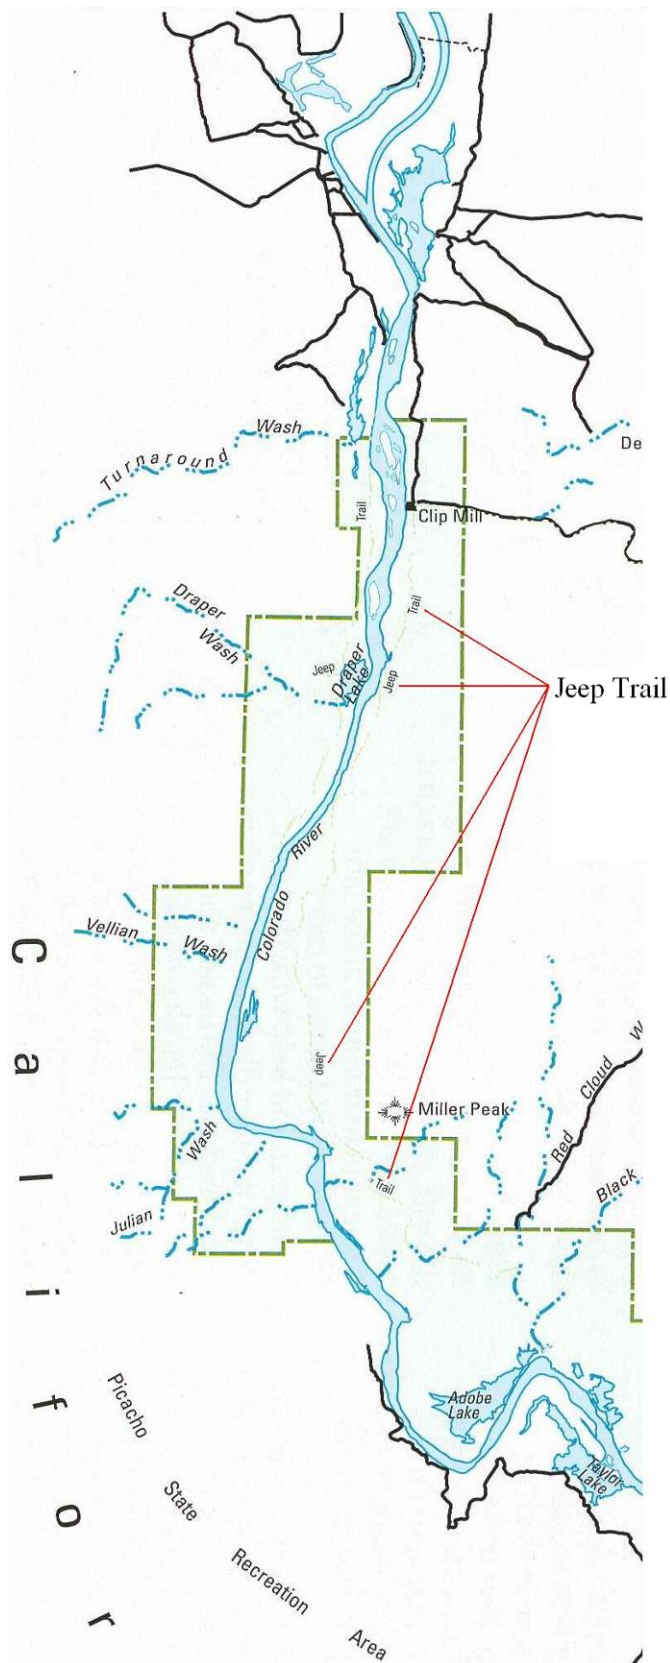 Wash
Turnaround
De
Trail
Clip Mill
Draper
Wash
Trail
Jeep
Draper
Lake
Jeep
Jeep Trail
River
Colorado
Vellian
Wash
Jeep
Miller Peak
Red Cloud W
Wash
Julian
Trail
Black
Adobe
Lake
Taylor
Lake
Califor
Picacho
State
Recreation
Area